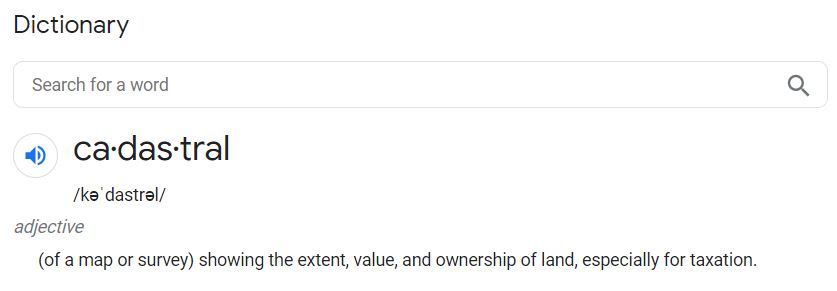 Dictionary
Search for a word
ca·das·tral
/kəˈdastrəl/
adjective
(of a map or survey) showing the extent, value, and ownership of land, especially for taxation.